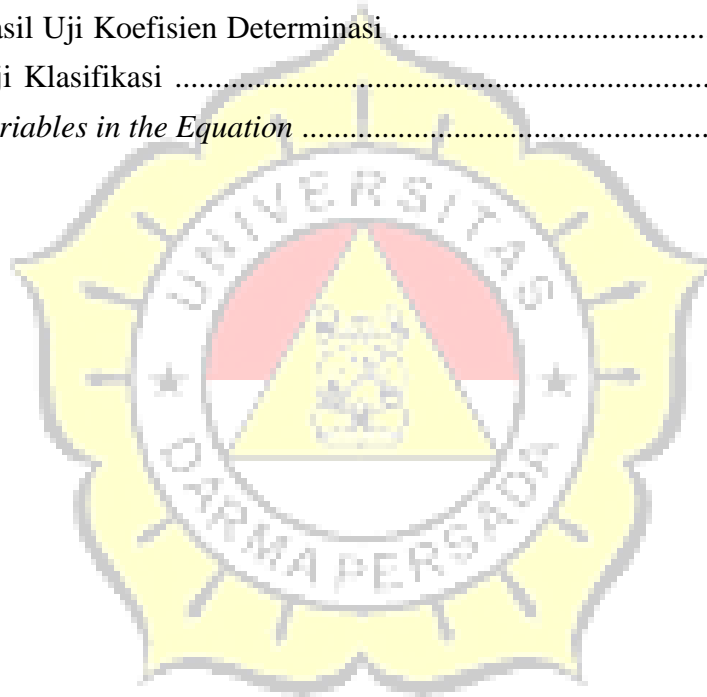 asil Uji Koefisien Determinasi ...................................
ji Klasifikasi ..........................................................................
riables in the Equation .................................................
UNIVERSITAS
DARMA PERSADA